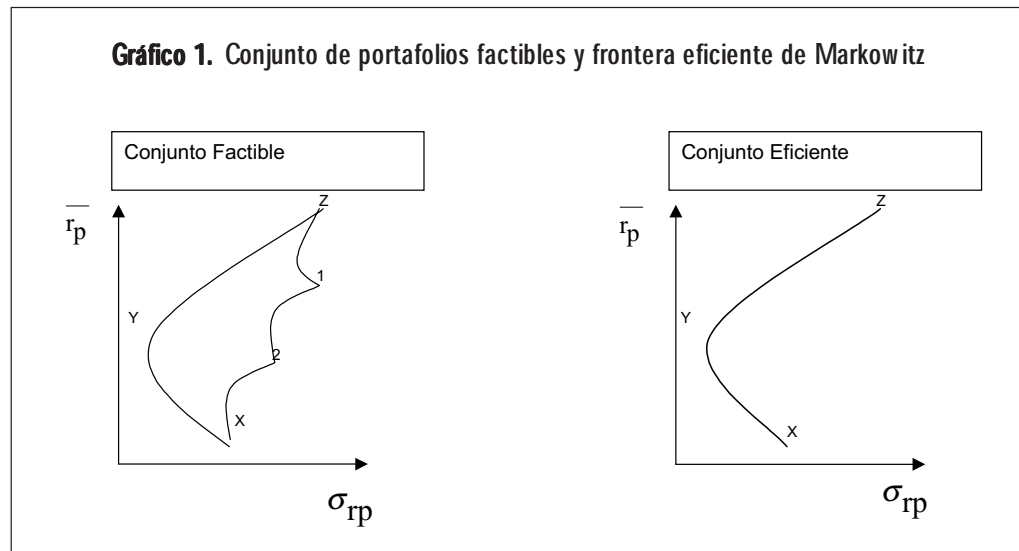 Gráfico 1. Conjunto de portafolios factibles y frontera eficiente de Markowitz
Conjunto Factible
r̅p
Z
1
Y
2
X
σrp
Conjunto Eficiente
r̅p
Z
Y
X
σrp